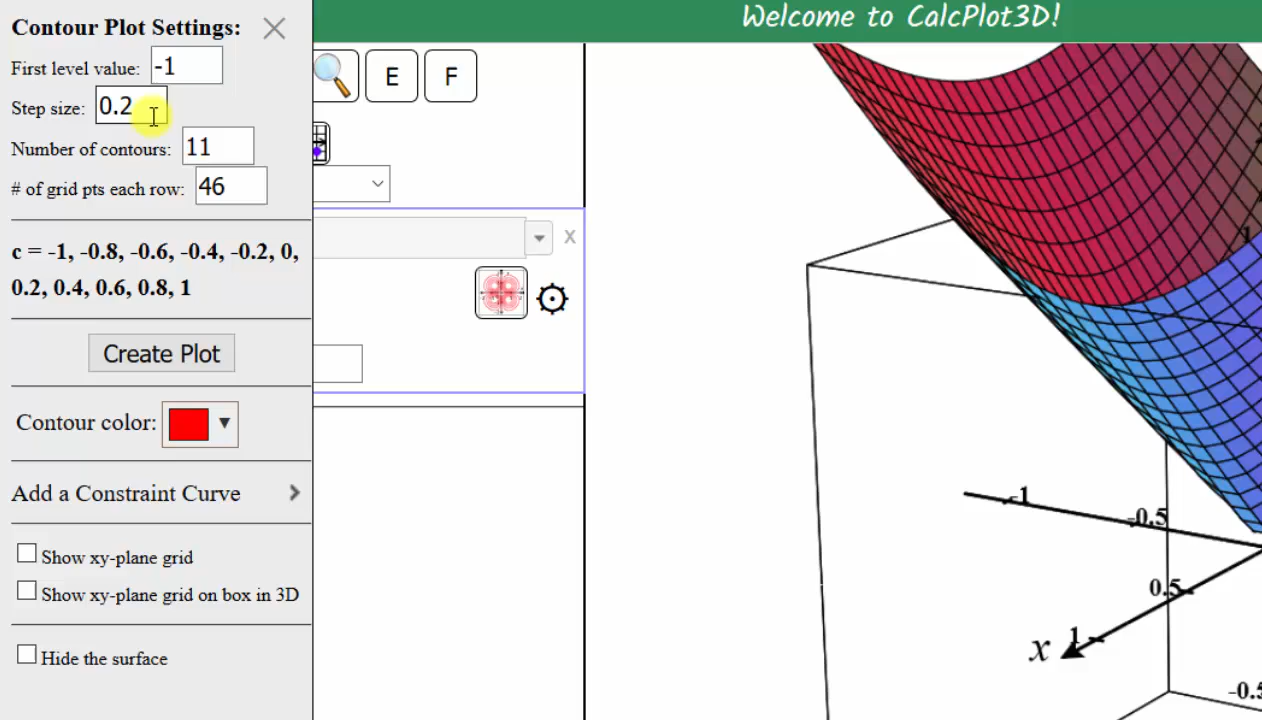 Welcome to CalcPlot3D!
Contour Plot Settings:
First level value: -1
Step size: 0.2
Number of contours: 11
# of grid pts each row: 46
c = -1, -0.8, -0.6, -0.4, -0.2, 0,
0.2, 0.4, 0.6, 0.8, 1
Create Plot
Contour color:
Add a Constraint Curve
Show xy-plane grid
Show xy-plane grid on box in 3D
Hide the surface
E F
X
1
-1
-0.5
0.5
x 1
-0.5